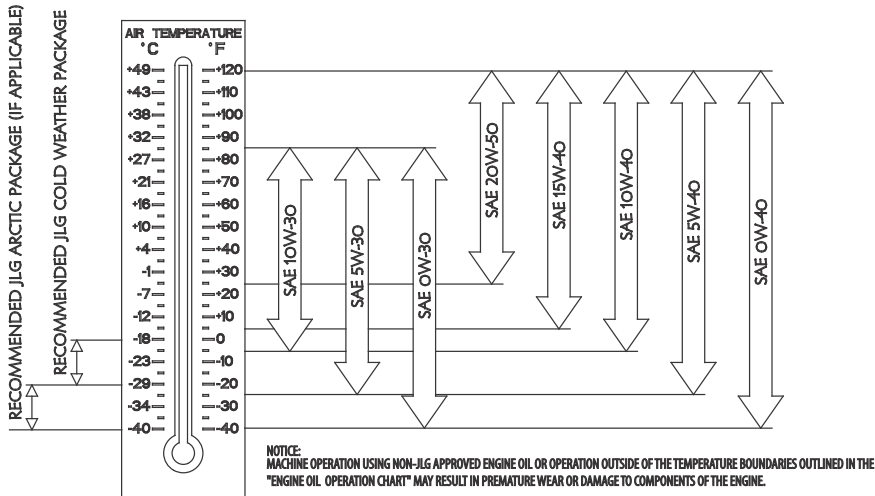 RECOMMENDED JLG ARCTIC PACKAGE (IF APPLICABLE)
RECOMMENDED JLG COLD WEATHER PACKAGE
AIR TEMPERATURE
°C °F
+49 +120
+43 +110
+38 +100
+32 +90
+27 +80
+21 +70
+16 +60
+10 +50
+4 +40
-1 +30
-7 +20
-12 +10
-18 0
-23 -10
-29 -20
-34 -30
-40 -40
SAE 10W-30
SAE 5W-30
SAE 0W-30
SAE 20W-50
SAE 15W-40
SAE 10W-40
SAE 5W-40
SAE 0W-40
NOTICE:
MACHINE OPERATION USING NON-JLG APPROVED ENGINE OIL OR OPERATION OUTSIDE OF THE TEMPERATURE BOUNDARIES OUTLINED IN THE
"ENGINE OIL OPERATION CHART" MAY RESULT IN PREMATURE WEAR OR DAMAGE TO COMPONENTS OF THE ENGINE.